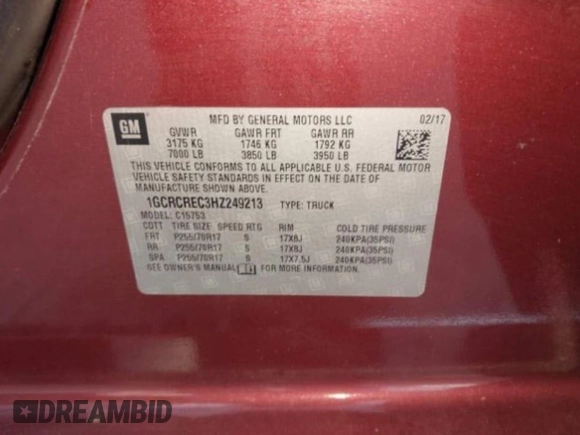 GM
MFD BY GENERAL MOTORS LLC 02/17
GVWR GAWR FRT GAWR RR
3175 KG 1746 KG 1792 KG
7000 LB 3850 LB 3950 LB
THIS VEHICLE CONFORMS TO ALL APPLICABLE U.S. FEDERAL MOTOR
VEHICLE SAFETY STANDARDS IN EFFECT ON THE DATE OF
MANUFACTURE SHOWN ABOVE.
1GCRCREC3HZ249213 TYPE: TRUCK
MODEL: C15753
COTT TIRE SIZE SPEED RTG RIM COLD TIRE PRESSURE
FRT P255/70R17 S 17X8J 240KPA(35PSI)
RR P255/70R17 S 17X8J 240KPA(35PSI)
SPA P255/70R17 S 17X7.5J 240KPA(35PSI)
SEE OWNER'S MANUAL FOR MORE INFORMATION
DREAMBID